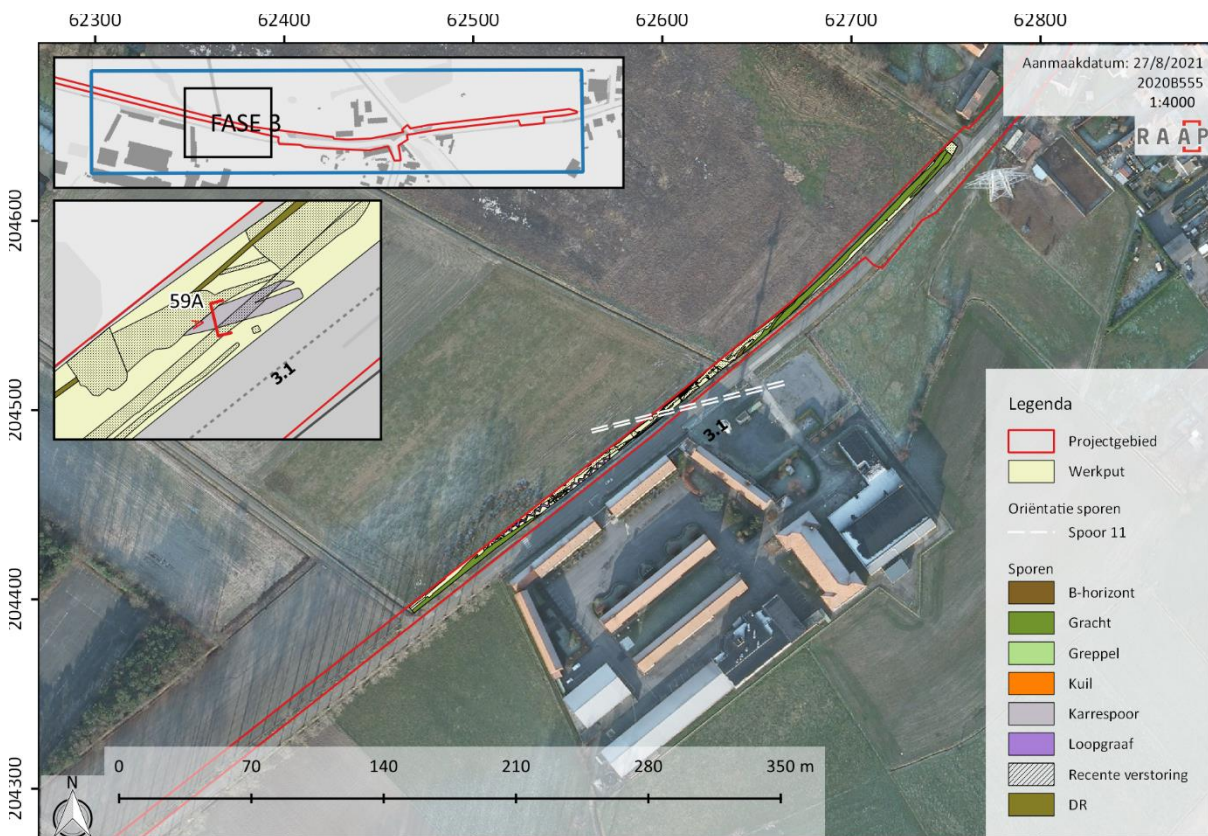 62300 62400 62500 62600 62700 62800
Aanmaakdatum: 27/8/2021
2020B555
1:4000
RAAP
FASE 3
204600
59A
3.1
204500
3.1
204400
204300
Legenda
Projectgebied
Werkput
Oriëntatie sporen
Spoor 11
Sporen
B-horizont
Gracht
Greppel
Kuil
Karrespoor
Loopgraaf
Recente verstoring
DR
0 70 140 210 280 350 m
N